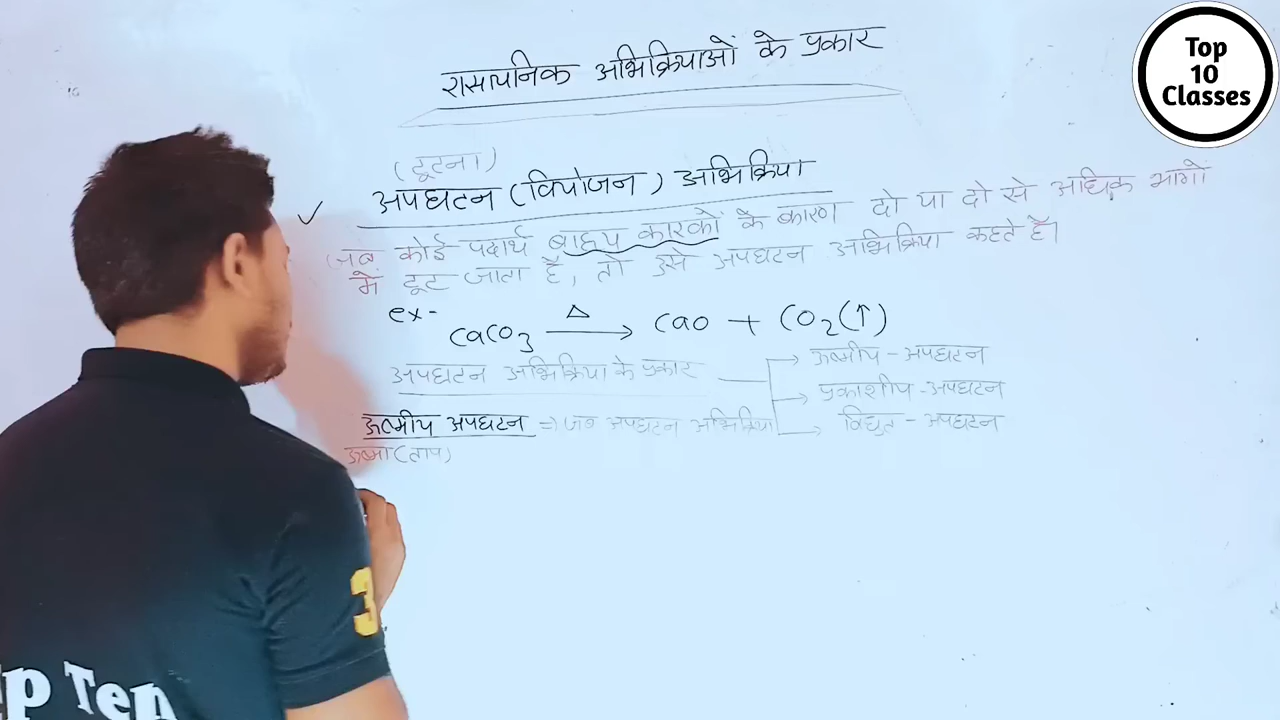 Top
10
Classes
रासायनिक अभिक्रियाओं के प्रकार
(टूटना)
✓ अपघटन (वियोजन) अभिक्रिया
जब कोई पदार्थ बाह्य कारकों के कारण दो या दो से अधिक भागों
में टूट जाता है, तो उसे अपघटन अभिक्रिया कहते हैं।
ex-
CaCO₃ —Δ→ CaO + CO₂(↑)
अपघटन अभिक्रिया के प्रकार
→ ऊष्मीय - अपघटन
→ प्रकाशीय - अपघटन
→ विद्युत - अपघटन
ऊष्मीय अपघटन ⇒ जब अपघटन अभिक्रिया
ऊष्मा (ताप)
3
p Ten